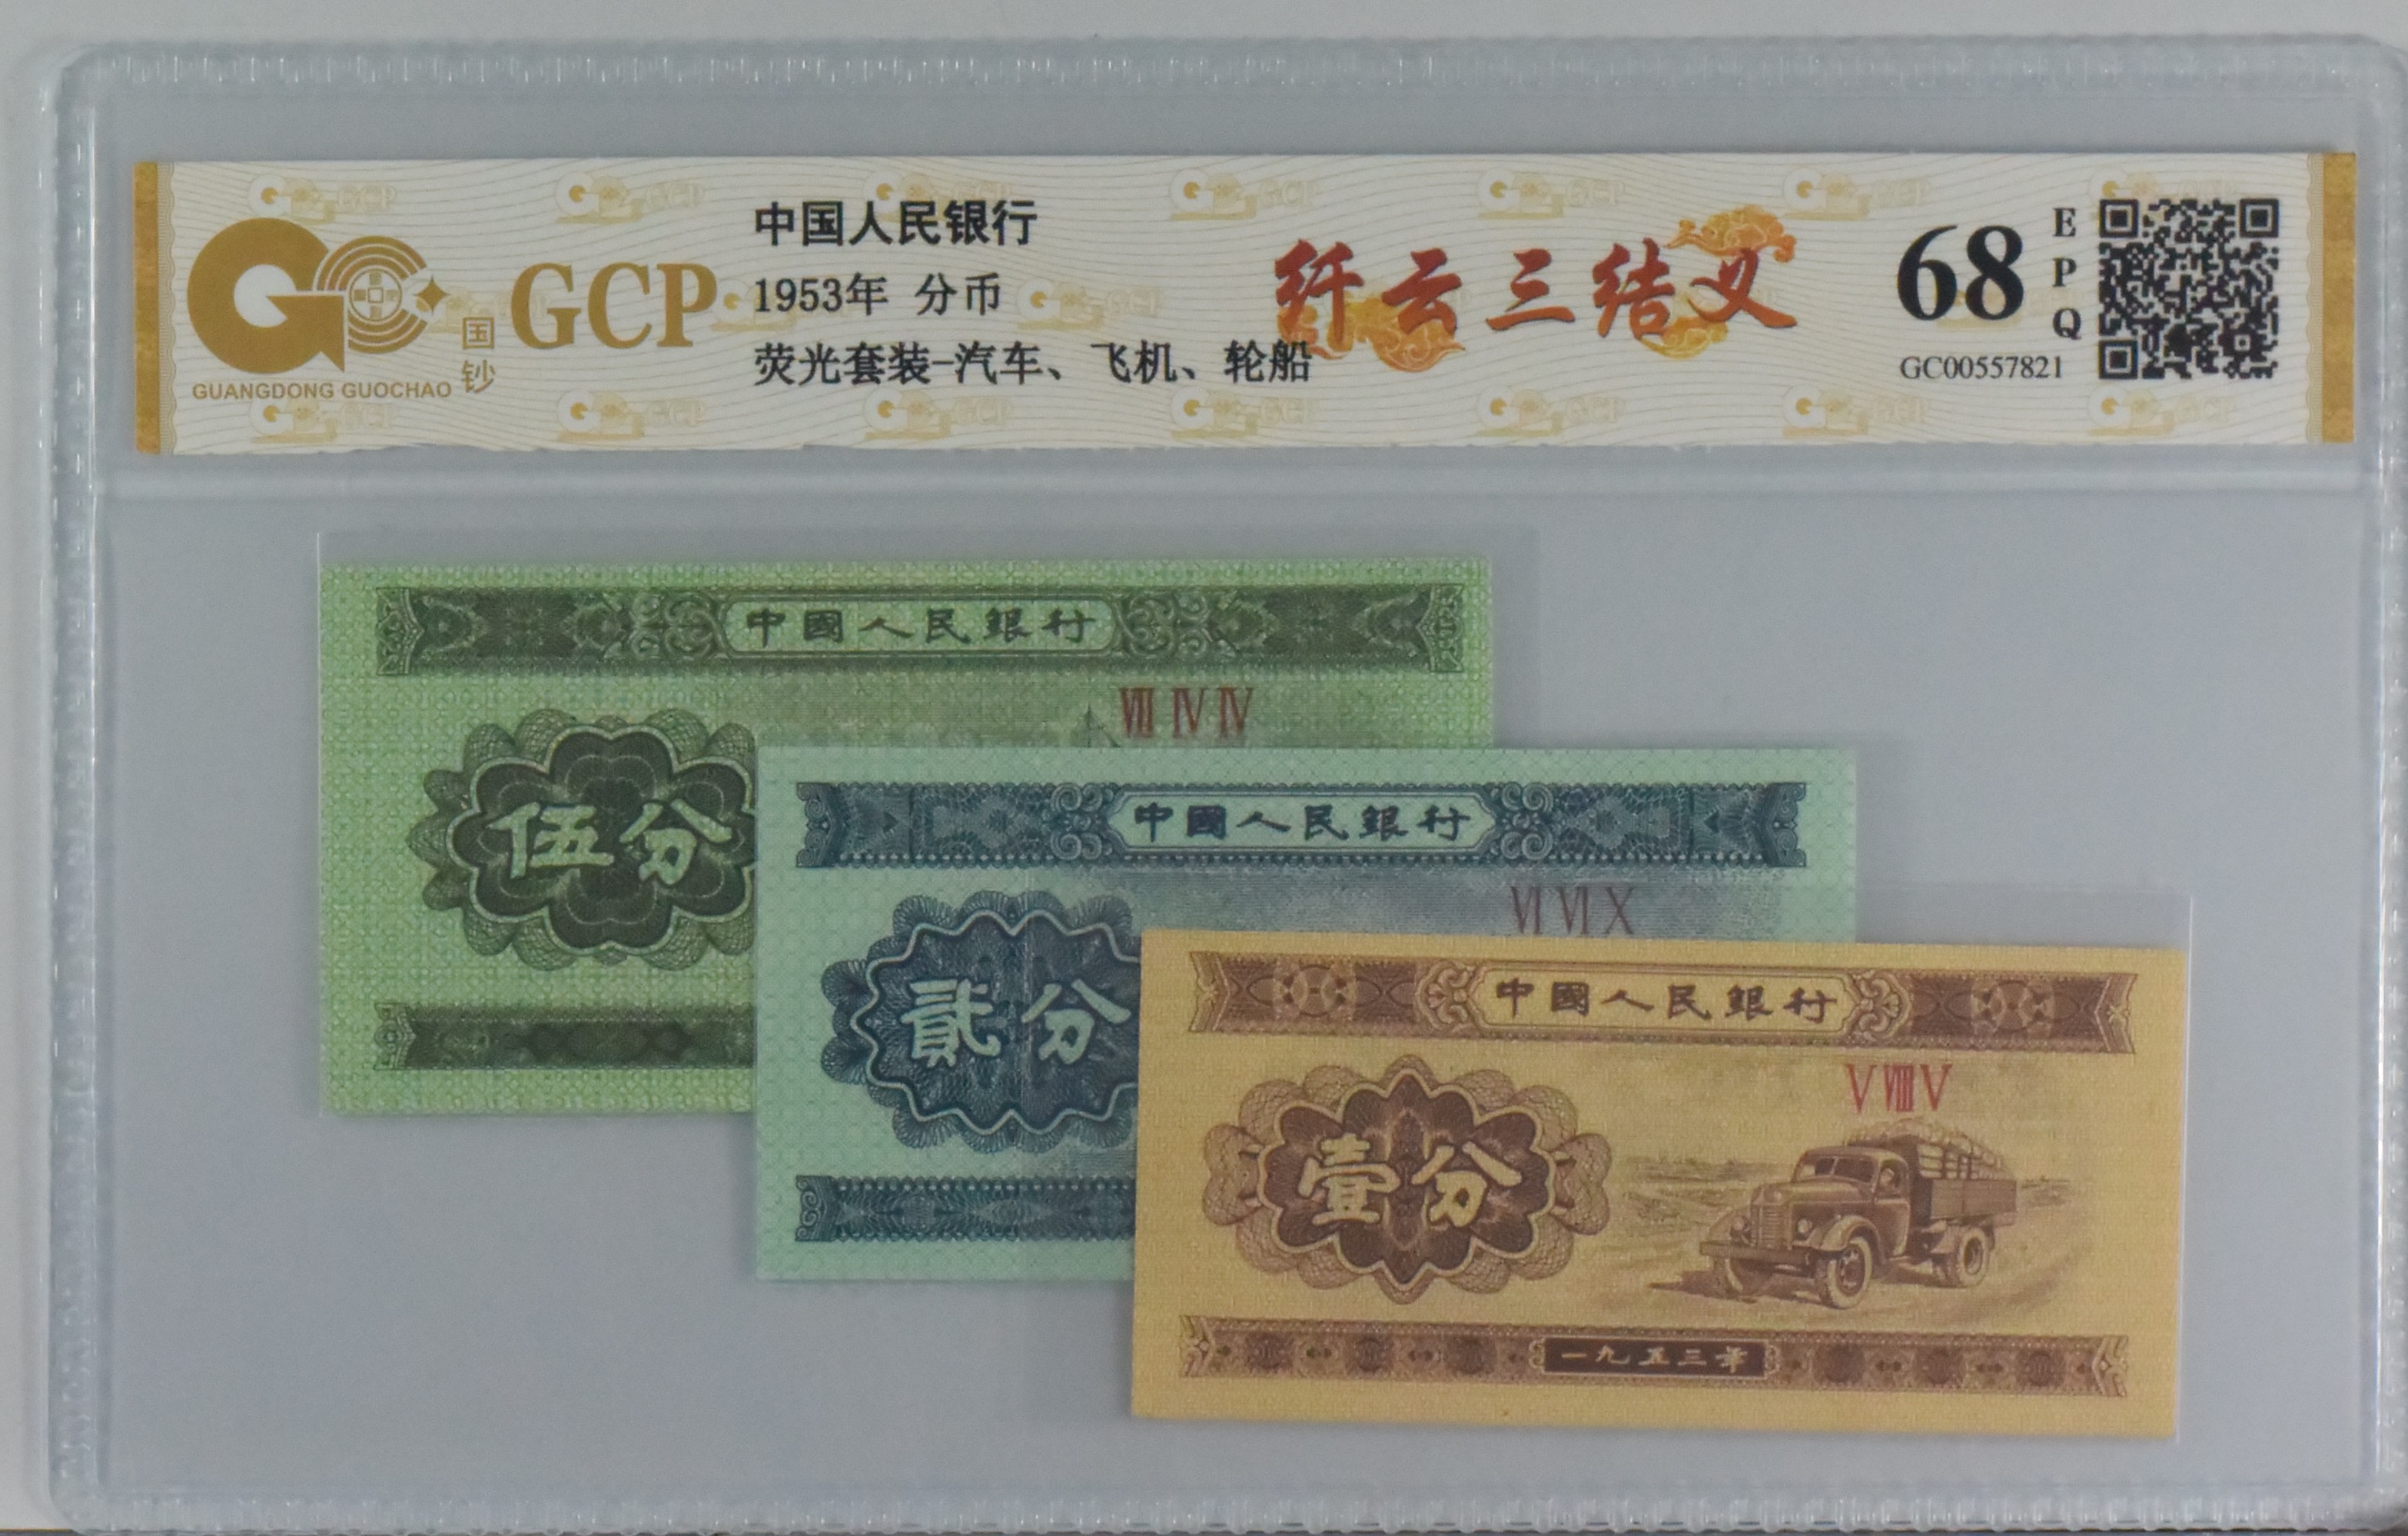 GCP
国钞
GUANGDONG GUOCHAO
中国人民银行
1953年 分币
荧光套装-汽车、飞机、轮船
纤云三结义
68
EPQ
GC00557821
中國人民銀行
Ⅶ Ⅳ Ⅳ
伍分
中國人民銀行
Ⅵ Ⅵ Ⅹ
貳分
中國人民銀行
Ⅴ Ⅷ Ⅴ
壹分
一九五三年